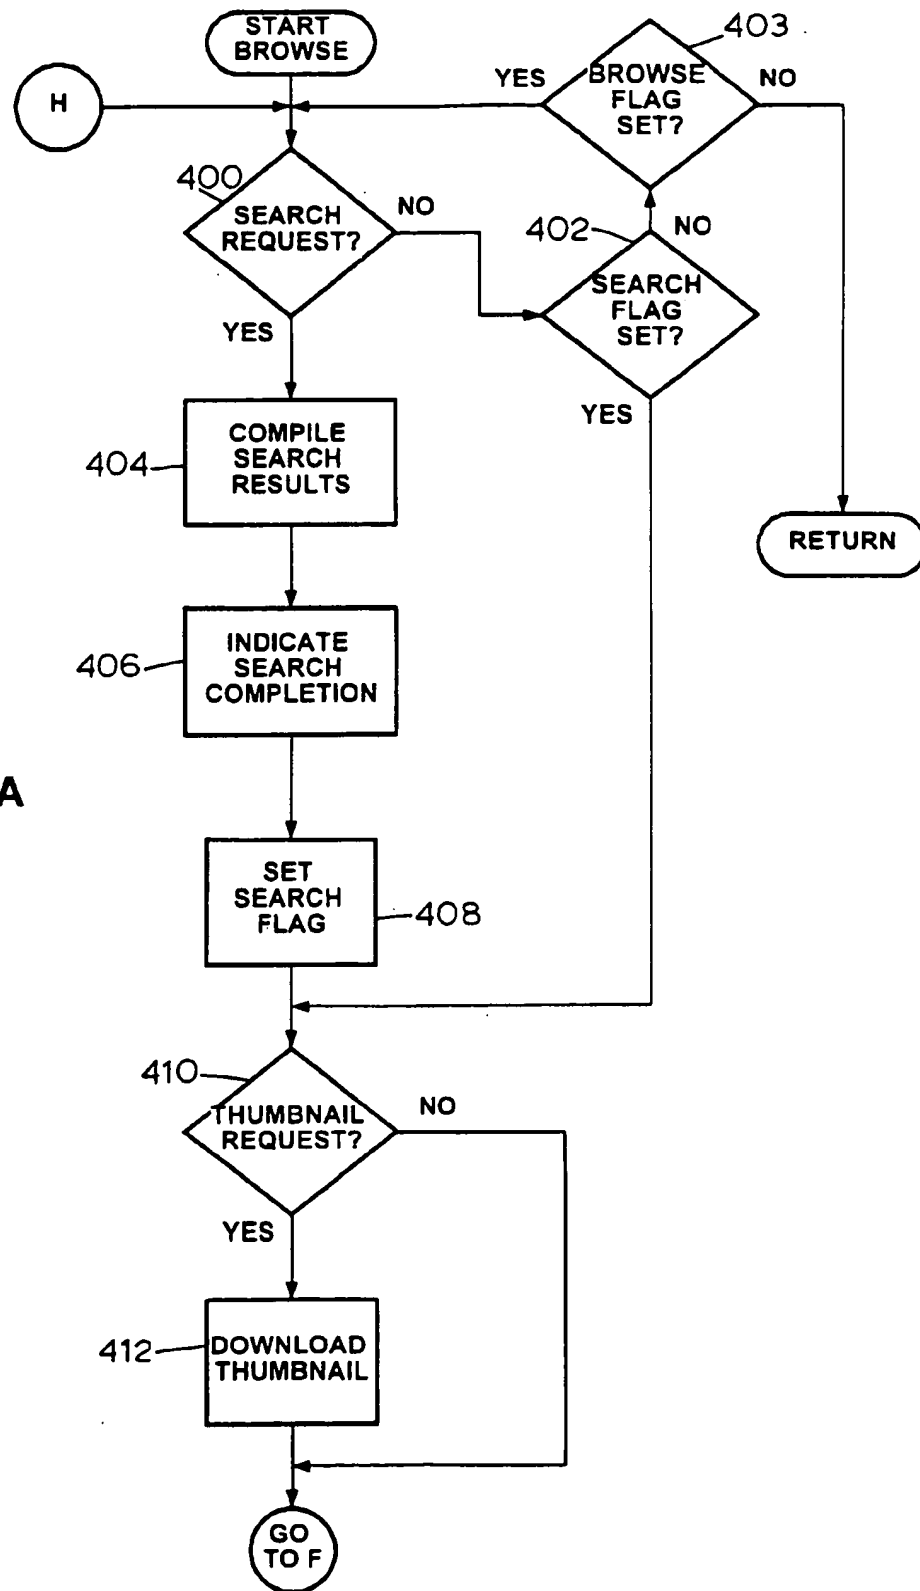 START
BROWSE
403
H
YES
BROWSE
FLAG
SET?
NO
400
SEARCH
REQUEST?
NO
402
NO
SEARCH
FLAG
SET?
YES
YES
404
COMPILE
SEARCH
RESULTS
RETURN
406
INDICATE
SEARCH
COMPLETION
A
SET
SEARCH
FLAG
408
410
THUMBNAIL
REQUEST?
NO
YES
412
DOWNLOAD
THUMBNAIL
GO
TO F